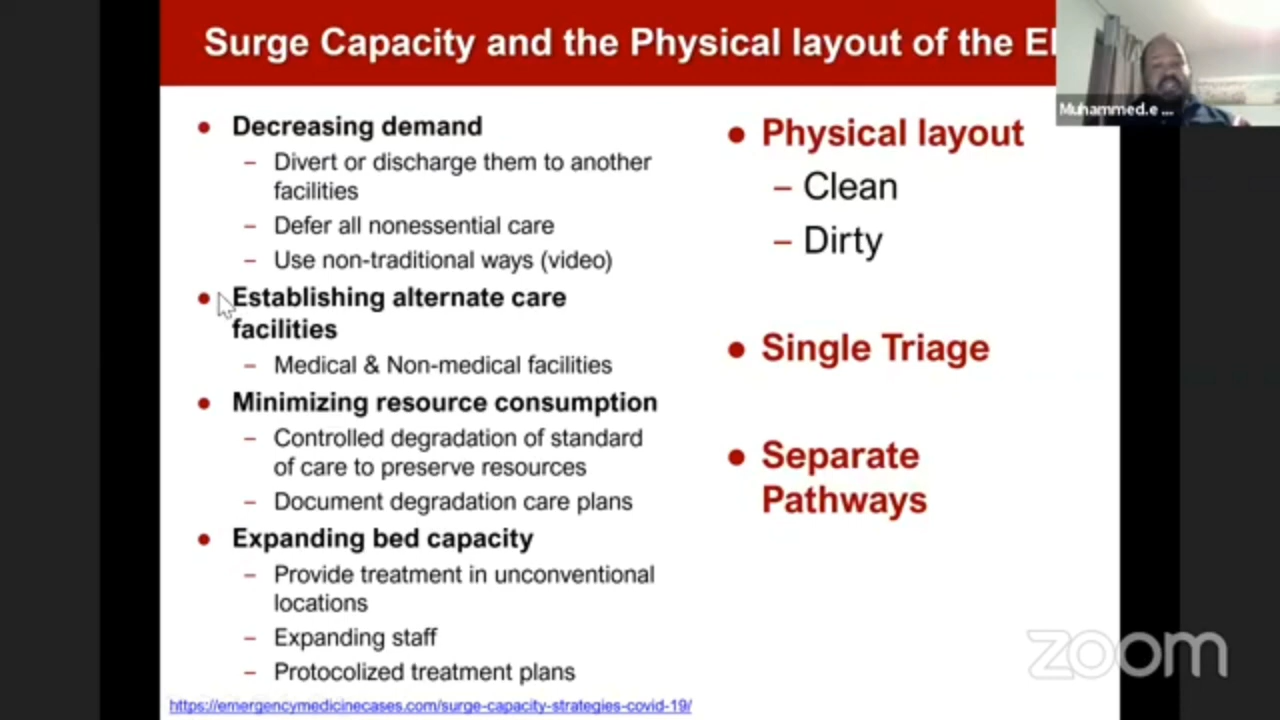 Surge Capacity and the Physical layout of the
Muhammed.e ...
Decreasing demand
– Divert or discharge them to another
facilities
– Defer all nonessential care
– Use non-traditional ways (video)
Establishing alternate care
facilities
– Medical & Non-medical facilities
Minimizing resource consumption
– Controlled degradation of standard
of care to preserve resources
– Document degradation care plans
Expanding bed capacity
– Provide treatment in unconventional
locations
– Expanding staff
– Protocolized treatment plans
https://emergencymedicinecases.com/surge-capacity-strategies-covid-19/
Physical layout
– Clean
– Dirty
Single Triage
Separate
Pathways
zoom